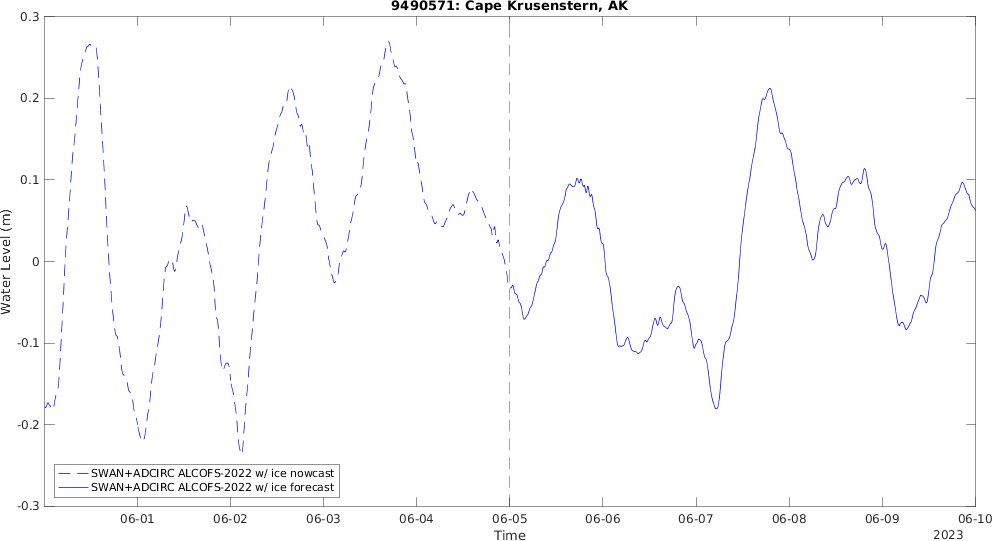 9490571: Cape Krusenstern, AK
0.3
0.2
0.1
0
-0.1
-0.2
-0.3
Water Level (m)
SWAN+ADCIRC ALCOFS-2022 w/ ice nowcast
SWAN+ADCIRC ALCOFS-2022 w/ ice forecast
06-01 06-02 06-03 06-04 06-05 06-06 06-07 06-08 06-09 06-10
Time
2023